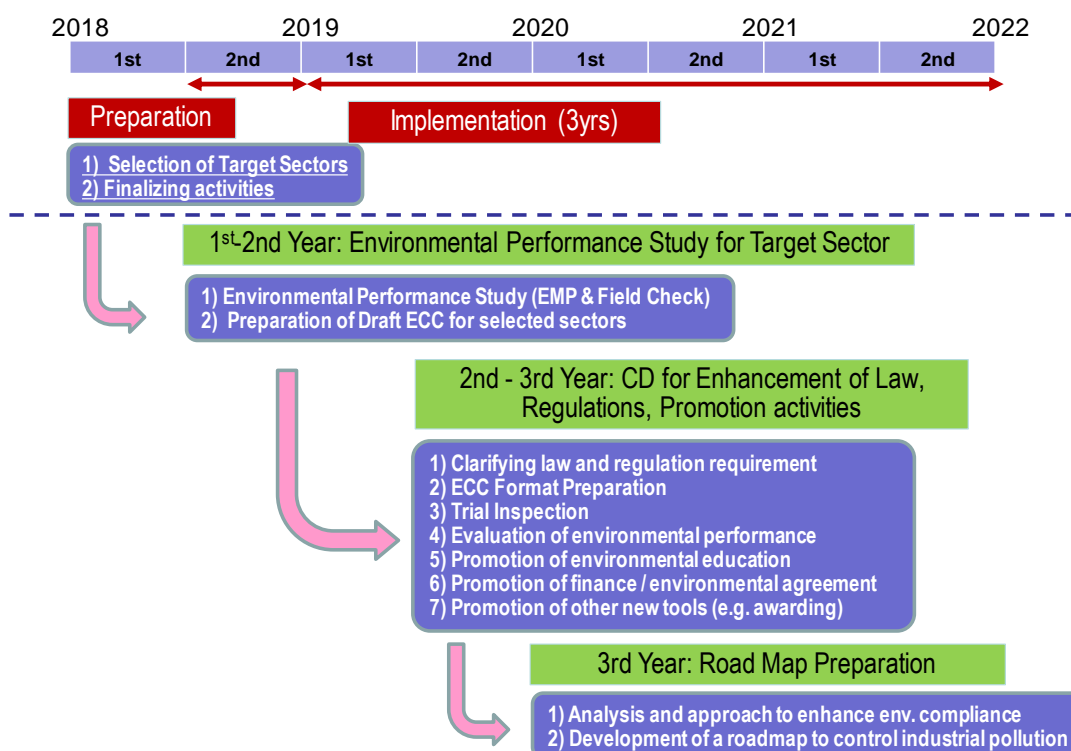 2018 2019 2020 2021 2022
1st 2nd 1st 2nd 1st 2nd 1st 2nd
Preparation
Implementation (3yrs)
1) Selection of Target Sectors
2) Finalizing activities
1st-2nd Year: Environmental Performance Study for Target Sector
1) Environmental Performance Study (EMP & Field Check)
2) Preparation of Draft ECC for selected sectors
2nd - 3rd Year: CD for Enhancement of Law,
Regulations, Promotion activities
1) Clarifying law and regulation requirement
2) ECC Format Preparation
3) Trial Inspection
4) Evaluation of environmental performance
5) Promotion of environmental education
6) Promotion of finance / environmental agreement
7) Promotion of other new tools (e.g. awarding)
3rd Year: Road Map Preparation
1) Analysis and approach to enhance env. compliance
2) Development of a roadmap to control industrial pollution